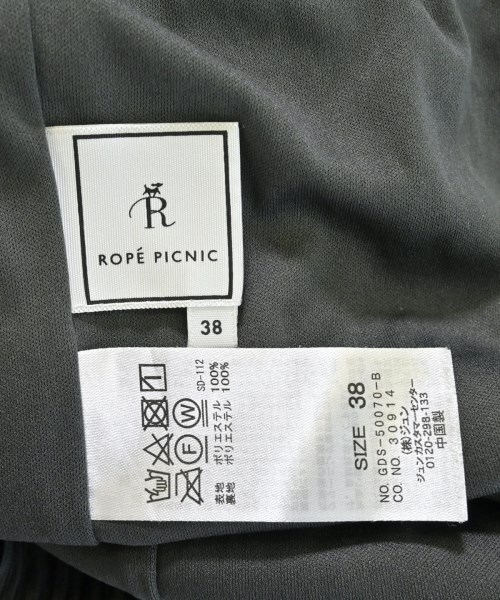 R
ROPÉ PICNIC
38
SD-112
表地 ポリエステル 100%
裏地 ポリエステル 100%
F W
SIZE 38
NO. GDS-50070-B
CO. NO. 30914
(株)ジュン
ジュンカスタマーセンター
0120-298-133
中国製